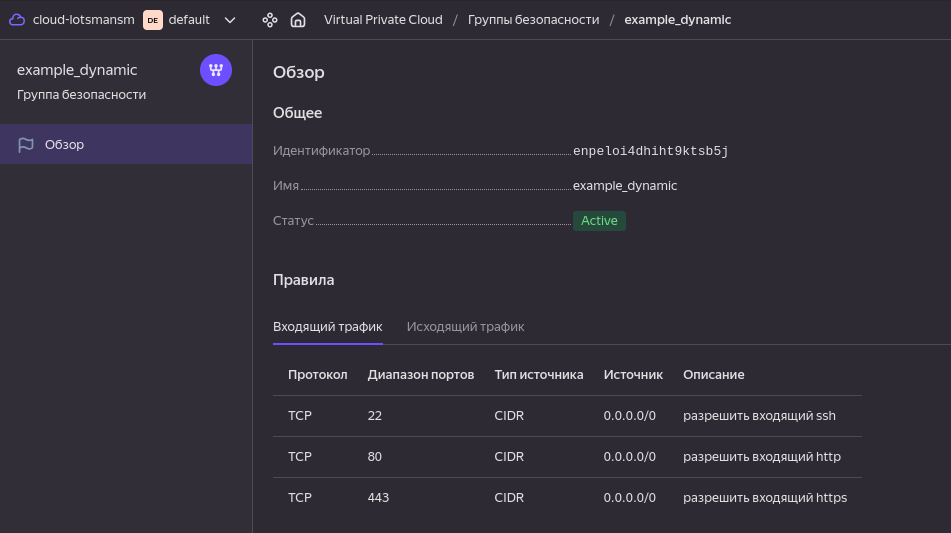 cloud-lotsmansm DE default Virtual Private Cloud / Группы безопасности / example_dynamic
example_dynamic
Группа безопасности
Обзор
Обзор
Общее
Идентификатор enpeloi4dhiht9ktsb5j
Имя example_dynamic
Статус Active
Правила
Входящий трафик Исходящий трафик
Протокол Диапазон портов Тип источника Источник Описание
TCP 22 CIDR 0.0.0.0/0 разрешить входящий ssh
TCP 80 CIDR 0.0.0.0/0 разрешить входящий http
TCP 443 CIDR 0.0.0.0/0 разрешить входящий https